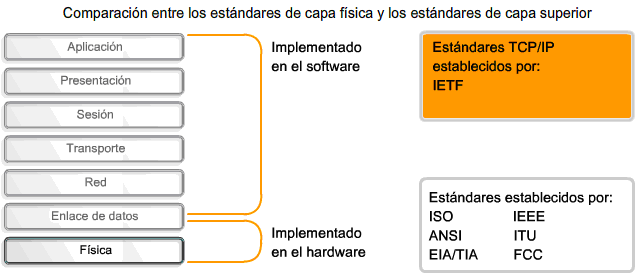 Comparación entre los estándares de capa física y los estándares de capa superior
Aplicación
Presentación
Sesión
Transporte
Red
Enlace de datos
Física
Implementado
en el software
Implementado
en el hardware
Estándares TCP/IP
establecidos por:
IETF
Estándares establecidos por:
ISO IEEE
ANSI ITU
EIA/TIA FCC